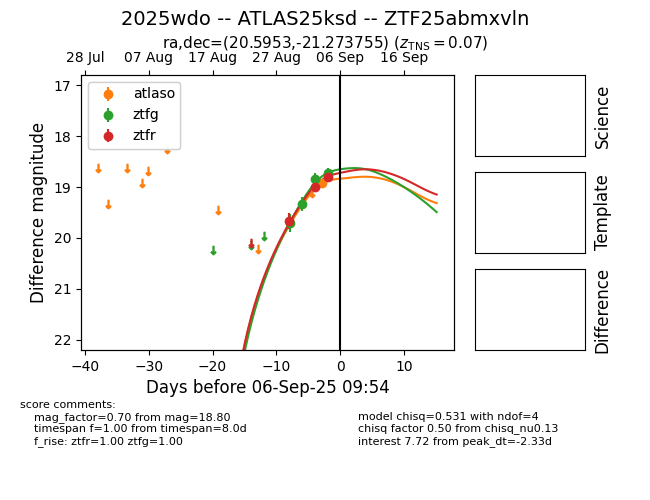 2025wdo -- ATLAS25ksd -- ZTF25abmxvln
ra,dec=(20.5953,-21.273755) (z_TNS = 0.07)
28 Jul 07 Aug 17 Aug 27 Aug 06 Sep 16 Sep
atlaso
ztfg
ztfr
17
18
19
20
21
22
Difference magnitude
−40 −30 −20 −10 0 10
Days before 06-Sep-25 09:54
Science
Template
Difference
score comments:
mag_factor=0.70 from mag=18.80
timespan f=1.00 from timespan=8.0d
f_rise: ztfr=1.00 ztfg=1.00
model chisq=0.531 with ndof=4
chisq factor 0.50 from chisq_nu0.13
interest 7.72 from peak_dt=-2.33d